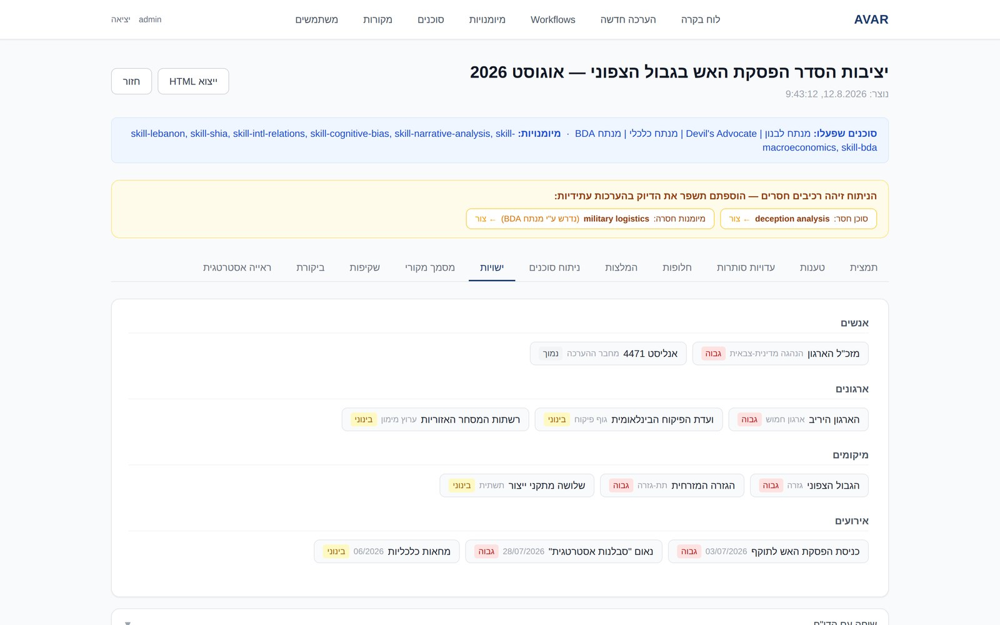 AVAR
לוח בקרה
הערכה חדשה
Workflows
מיומנויות
סוכנים
מקורות
משתמשים
admin
יציאה
יציבות הסדר הפסקת האש בגבול הצפוני — אוגוסט 2026
נוצר: 12.8.2026, 9:43:12
ייצוא HTML
חזור
סוכנים שפעלו: מנתח לבנון | Devil's Advocate | מנתח כלכלי | מנתח BDA · מיומנויות: skill-lebanon, skill-shia, skill-intl-relations, skill-cognitive-bias, skill-narrative-analysis, skill-
macroeconomics, skill-bda
הניתוח זיהה רכיבים חסרים — הוספתם תשפר את הדיוק בהערכות עתידיות:
סוכן חסר: deception analysis ← צור
מיומנות חסרה: military logistics (נדרש ע"י מנתח BDA) ← צור
תמצית
טענות
עדויות סותרות
חלופות
המלצות
ניתוח סוכנים
ישויות
מסמך מקורי
שקיפות
ביקורת
ראייה אסטרטגית
אנשים
מזכ"ל הארגון הנהגה מדינית-צבאית גבוה
אנליסט 4471 מחבר ההערכה נמוך
ארגונים
הארגון היריב ארגון חמוש גבוה
ועדת הפיקוח הבינלאומית גוף פיקוח בינוני
רשתות המסחר האזוריות ערוץ מימון בינוני
מיקומים
הגבול הצפוני גזרה גבוה
הגזרה המזרחית תת-גזרה גבוה
שלושה מתקני ייצור תשתית בינוני
אירועים
כניסת הפסקת האש לתוקף 03/07/2026 גבוה
נאום "סבלנות אסטרטגית" 28/07/2026 גבוה
מחאות כלכליות 06/2026 בינוני
שיחה עם הדו"ח